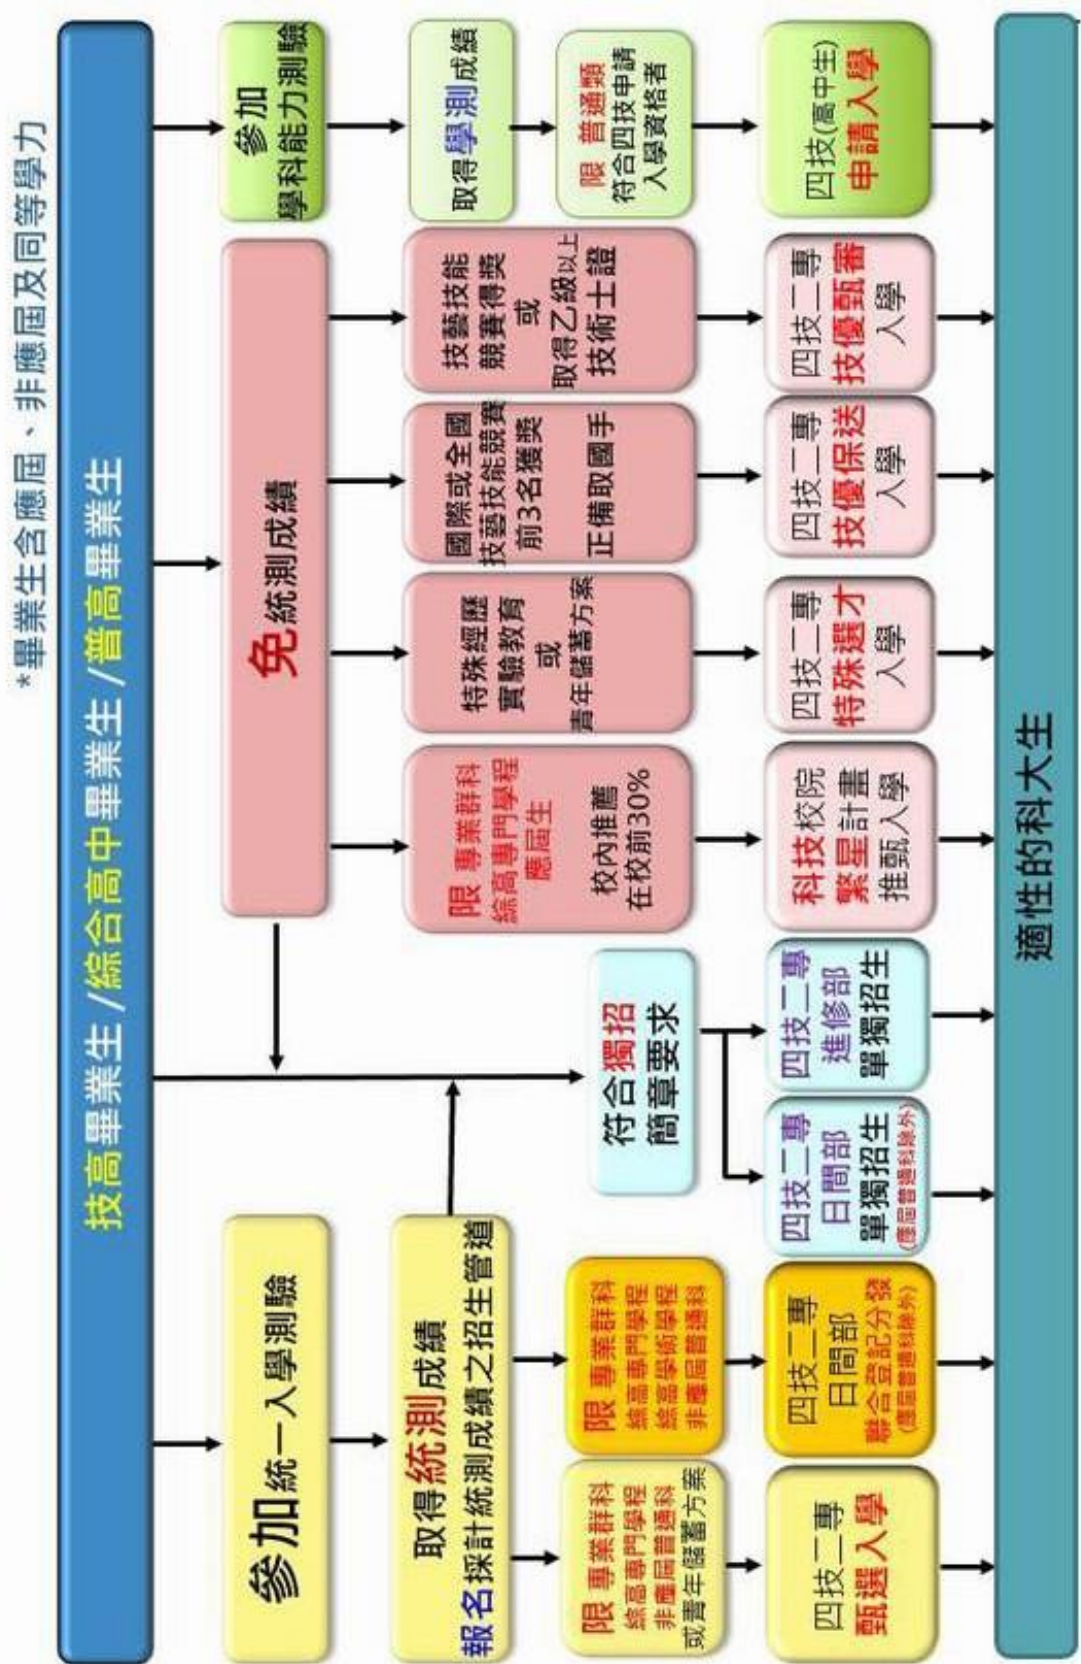 *畢業生含應屆、非應屆及同等學力
技高畢業生/綜合高中畢業生/普高畢業生
參加統一入學測驗
取得統測成績
報名採計統測成績之招生管道
限 專業群科
綜高專門學程
非應屆普通科
或青年儲蓄方案
四技二專
甄選入學
限 專業群科
綜高專門學程
綜高學術學程
非應屆普通科
四技二專
日間部
聯合登記分發
(應屆普通科除外)
符合獨招
簡章要求
四技二專
日間部
單獨招生
(應屆普通科除外)
四技二專
進修部
單獨招生
免統測成績
限 專業群科
綜高專門學程
應屆生
校內推薦
在校前30%
科技校院
繁星計畫
推甄入學
特殊經歷
實驗教育
或
青年儲蓄方案
四技二專
特殊選才
入學
國際或全國
技藝技能競賽
前3名獲獎
正備取國手
四技二專
技優保送
入學
技藝技能
競賽得獎
或
取得乙級以上
技術士證
四技二專
技優甄審
入學
參加
學科能力測驗
取得學測成績
限 普通類
符合四技申請
入學資格者
四技(高中生)
申請入學
適性的科大生